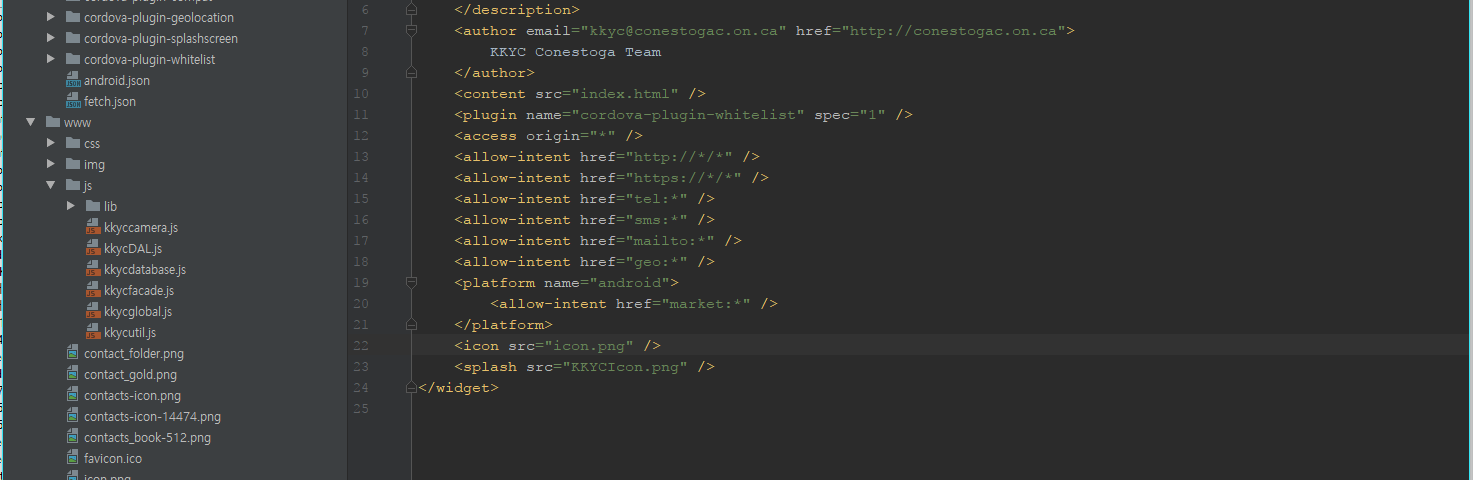 cordova-plugin-compat
cordova-plugin-geolocation
cordova-plugin-splashscreen
cordova-plugin-whitelist
android.json
fetch.json
www
css
img
js
lib
kkyccamera.js
kkycDAL.js
kkycdatabase.js
kkycfacade.js
kkycglobal.js
kkycutil.js
contact_folder.png
contact_gold.png
contacts-icon.png
contacts-icon-14474.png
contacts_book-512.png
favicon.ico
icon.png
6 </description>
7 <author email="kkyc@conestogac.on.ca" href="http://conestogac.on.ca">
8 KKYC Conestoga Team
9 </author>
10 <content src="index.html" />
11 <plugin name="cordova-plugin-whitelist" spec="1" />
12 <access origin="*" />
13 <allow-intent href="http://*/*" />
14 <allow-intent href="https://*/*" />
15 <allow-intent href="tel:*" />
16 <allow-intent href="sms:*" />
17 <allow-intent href="mailto:*" />
18 <allow-intent href="geo:*" />
19 <platform name="android">
20 <allow-intent href="market:*" />
21 </platform>
22 <icon src="icon.png" />
23 <splash src="KKYCIcon.png" />
24 </widget>
25